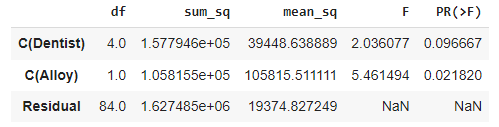 df sum_sq mean_sq F PR(>F)
C(Dentist) 4.0 1.577946e+05 39448.638889 2.036077 0.096667
C(Alloy) 1.0 1.058155e+05 105815.511111 5.461494 0.021820
Residual 84.0 1.627485e+06 19374.827249 NaN NaN